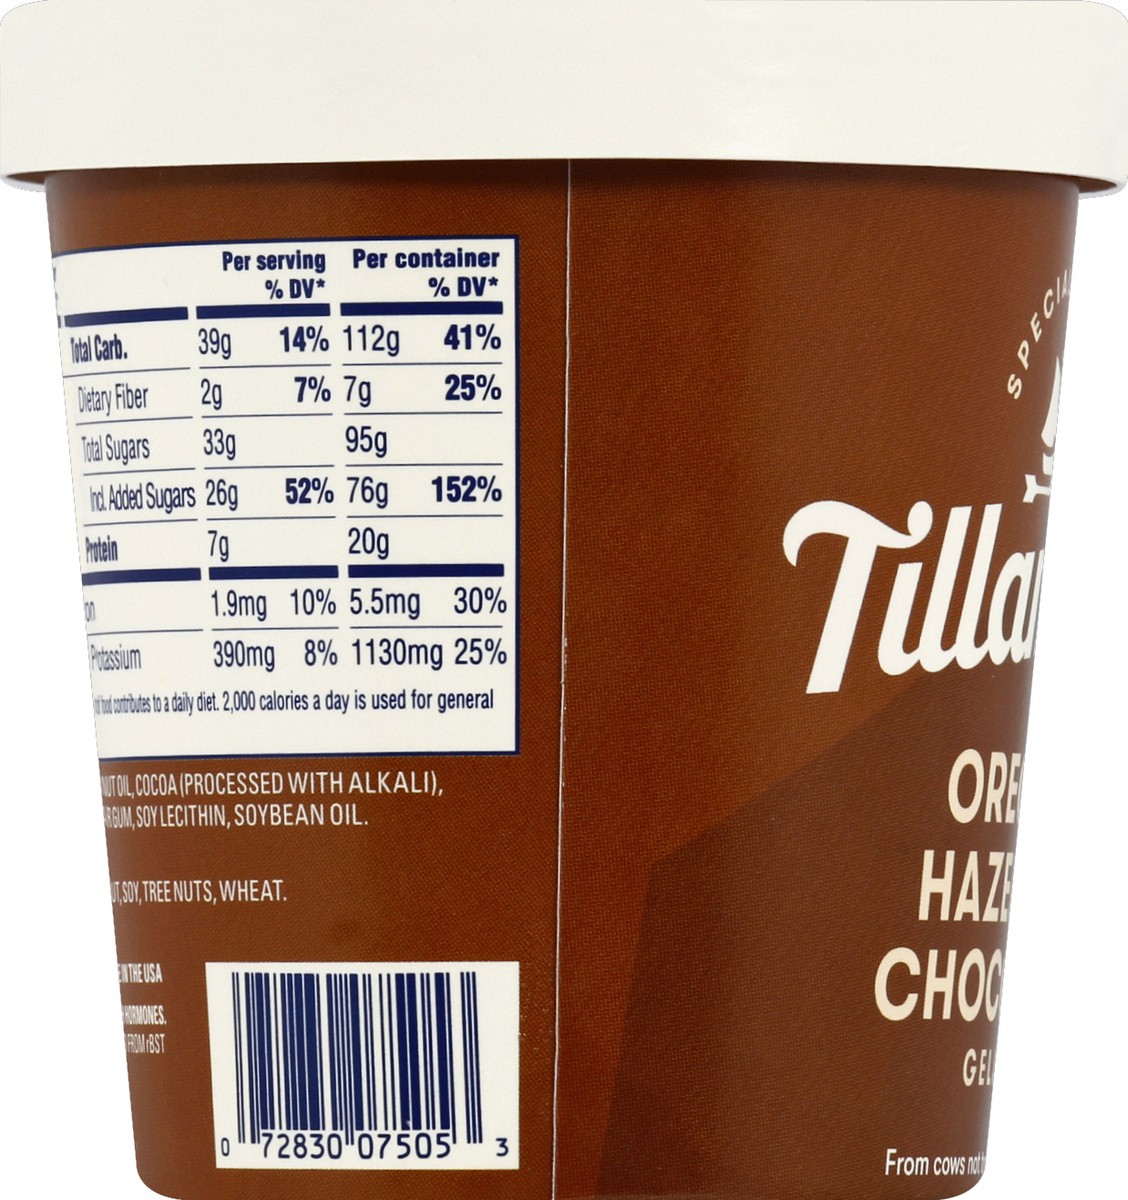 Per serving Per container
% DV* % DV*
Total Carb. 39g 14% 112g 41%
Dietary Fiber 2g 7% 7g 25%
Total Sugars 33g 95g
Incl. Added Sugars 26g 52% 76g 152%
Protein 7g 20g
1.9mg 10% 5.5mg 30%
Potassium 390mg 8% 1130mg 25%
food contributes to a daily diet. 2,000 calories a day is used for general
OIL, COCOA (PROCESSED WITH ALKALI),
GUM, SOY LECITHIN, SOYBEAN OIL.
SOY, TREE NUTS, WHEAT.
IN THE USA
HORMONES.
FROM rBST
0 72830 07505 3
SPECIA
Tilla
ORE
HAZE
CHOC
GEL
From cows not